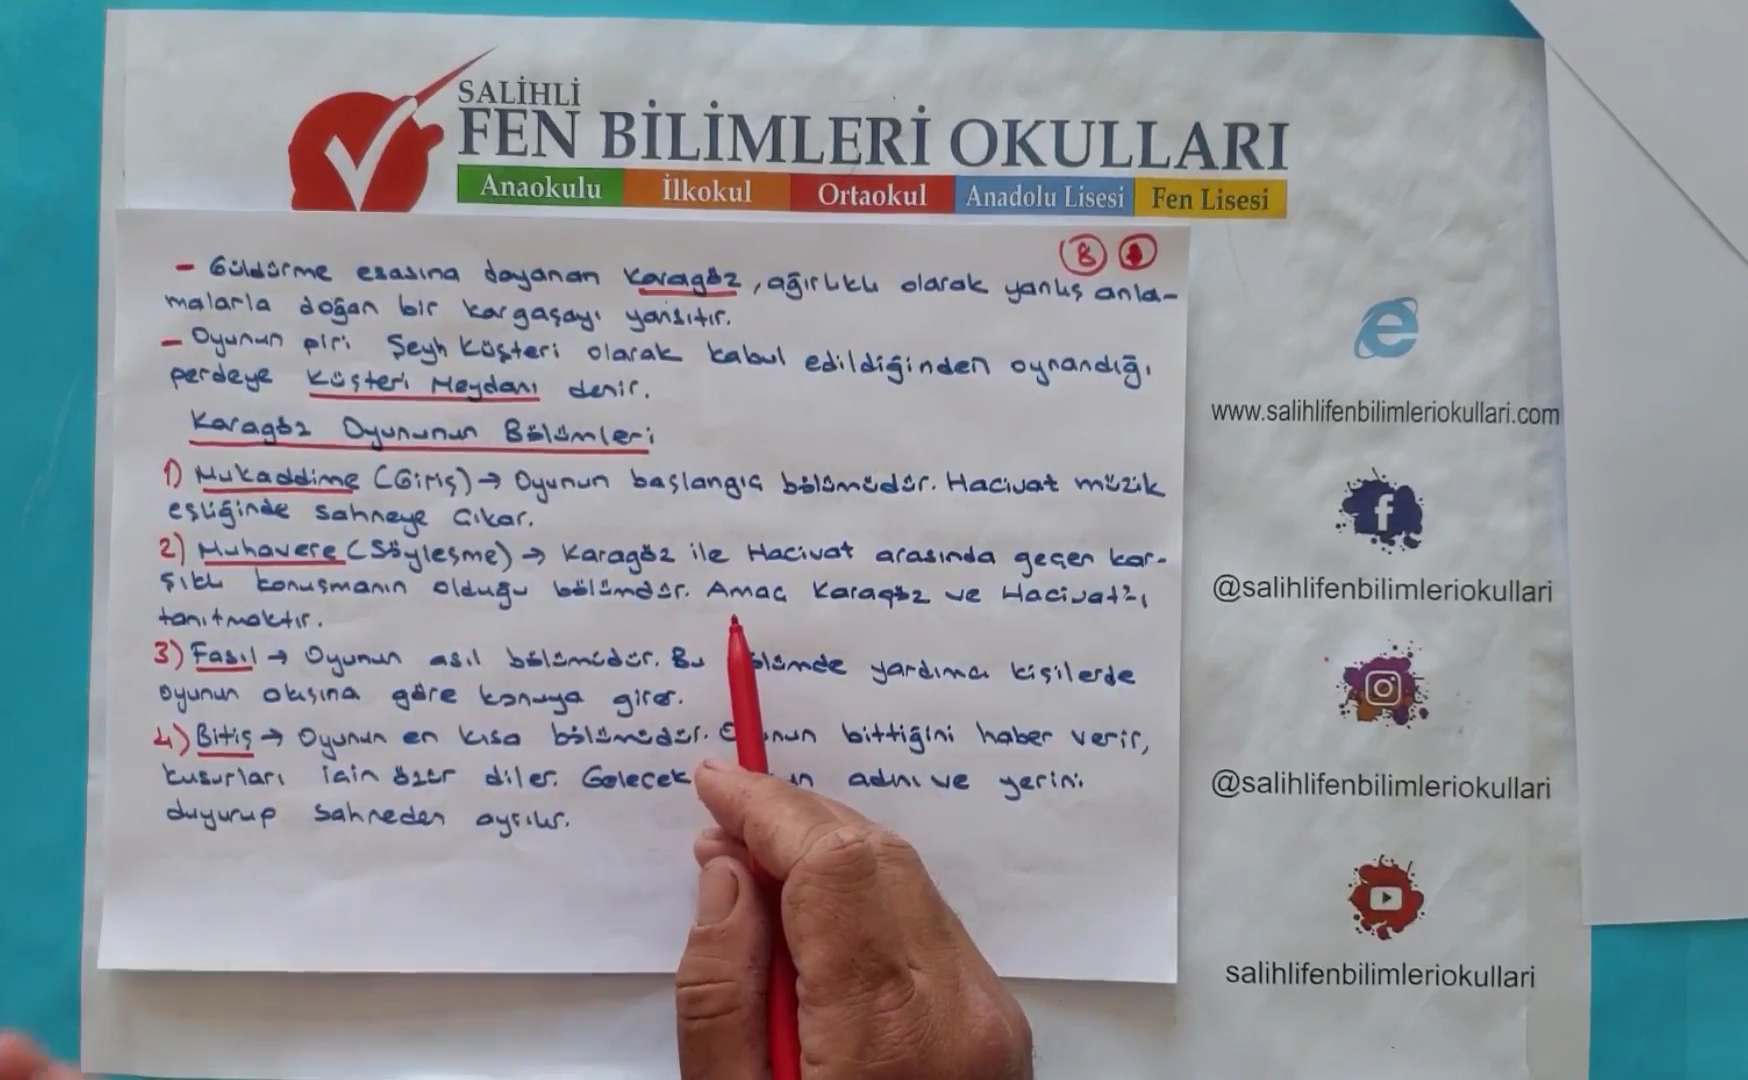 SALİHLİ
FEN BİLİMLERİ OKULLARI
Anaokulu İlkokul Ortaokul Anadolu Lisesi Fen Lisesi
8
- Güldürme esasına dayanan Karagöz, ağırlıklı olarak yanlış anla-
malarla doğan bir kargaşayı yansıtır.
- Oyunun piri Şeyh Küşteri olarak kabul edildiğinden oynandığı
perdeye Küşteri Meydanı denir.
Karagöz Oyununun Bölümleri
1) Mukaddime (Giriş) → Oyunun başlangıç bölümüdür. Hacivat müzik
eşliğinde sahneye çıkar.
2) Muhavere (Söyleşme) → Karagöz ile Hacivat arasında geçen kar-
şıklı konuşmanın olduğu bölümdür. Amaç Karagöz ve Hacivat'ı
tanıtmaktır.
3) Fasıl → Oyunun asıl bölümüdür. Bu yardımcı kişilerde
oyunun akışına göre konuya girer.
4) Bitiş → Oyunun en kısa bölümüdür. bittiğini haber verir,
kusurları için özür diler. Gelecek adnı ve yerini
duyurup sahneden ayrılır.
www.salihlifenbilimleriokullari.com
@salihlifenbilimleriokullari
@salihlifenbilimleriokullari
salihlifenbilimleriokullari